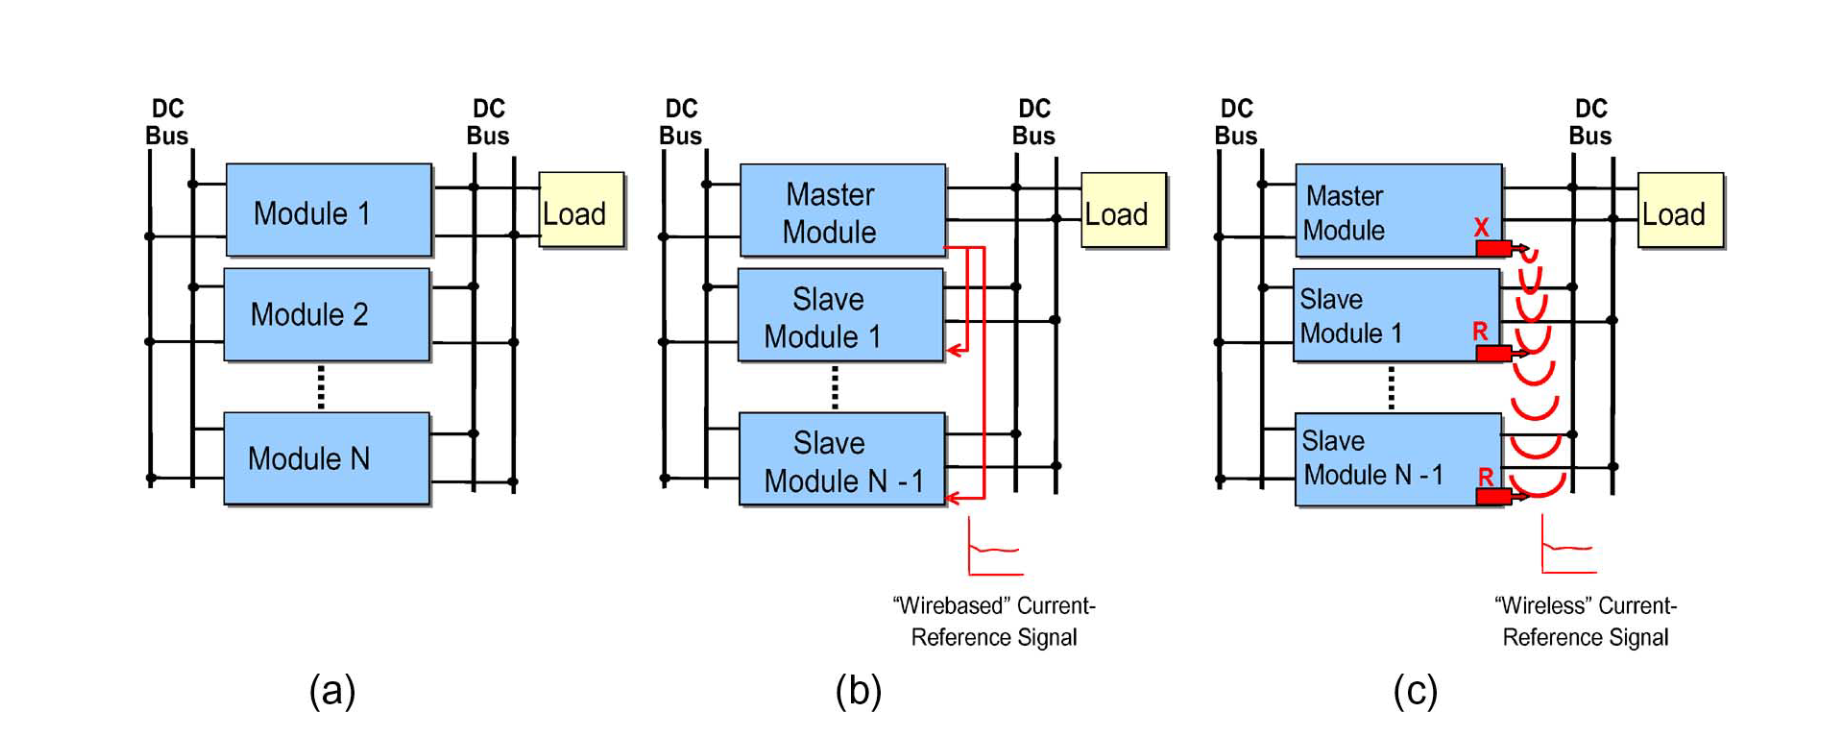 DC
Bus
DC
Bus
Module 1
Load
Module 2
Module N
(a)
DC
Bus
DC
Bus
Master
Module
Load
Slave
Module 1
Slave
Module N -1
“Wirebased” Current-
Reference Signal
(b)
DC
Bus
DC
Bus
Master
Module
X
Load
Slave
Module 1
R
Slave
Module N -1
R
“Wireless” Current-
Reference Signal
(c)